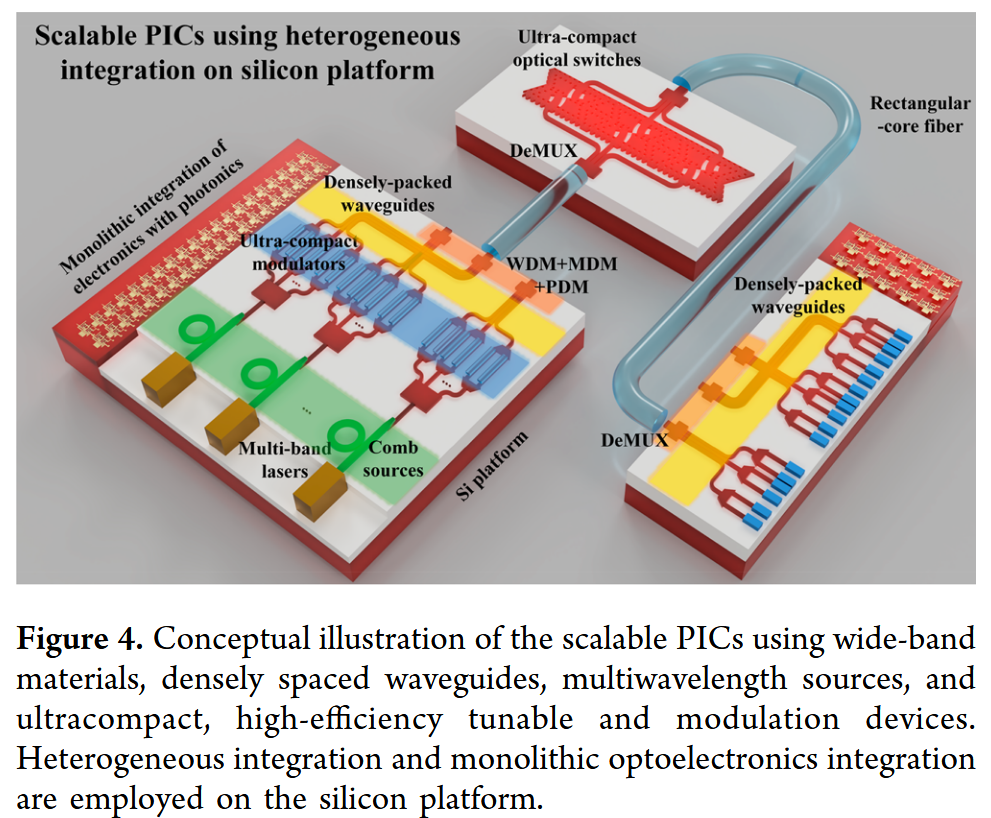 Scalable PICs using heterogeneous
integration on silicon platform
Ultra-compact
optical switches
Rectangular
-core fiber
DeMUX
Monolithic integration of
electronics with photonics
Densely-packed
waveguides
Ultra-compact
modulators
WDM+MDM
+PDM
Densely-packed
waveguides
...
...
...
...
Multi-band
lasers
Comb
sources
Si platform
DeMUX
Figure 4. Conceptual illustration of the scalable PICs using wide-band
materials, densely spaced waveguides, multiwavelength sources, and
ultracompact, high-efficiency tunable and modulation devices.
Heterogeneous integration and monolithic optoelectronics integration
are employed on the silicon platform.